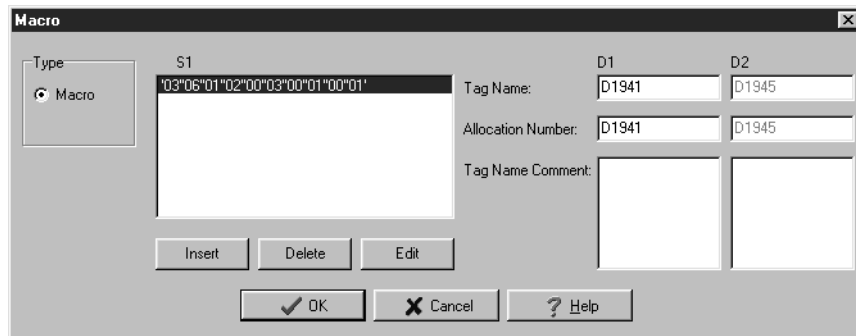 Macro
Type
Macro
S1
'03"06"01"02"00"03"00"01"00"01'
Insert
Delete
Edit
D1
D2
Tag Name:
D1941
D1945
Allocation Number:
D1941
D1945
Tag Name Comment:
OK
Cancel
Help